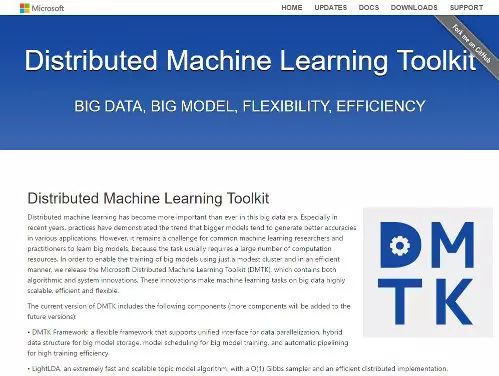 Microsoft
HOME UPDATES DOCS DOWNLOADS SUPPORT
Fork me on GitHub
Distributed Machine Learning Toolkit
BIG DATA, BIG MODEL, FLEXIBILITY, EFFICIENCY
Distributed Machine Learning Toolkit
Distributed machine learning has become more important than ever in this big data era. Especially in
recent years, practices have demonstrated the trend that bigger models tend to generate better accuracies
in various applications. However, it remains a challenge for common machine learning researchers and
practitioners to learn big models, because the task usually requires a large number of computation
resources. In order to enable the training of big models using just a modest cluster and in an efficient
manner, we release the Microsoft Distributed Machine Learning Toolkit (DMTK), which contains both
algorithmic and system innovations. These innovations make machine learning tasks on big data highly
scalable, efficient and flexible.
The current version of DMTK includes the following components (more components will be added to the
future versions):
• DMTK Framework: a flexible framework that supports unified interface for data parallelization, hybrid
data structure for big model storage, model scheduling for big model training, and automatic pipelining
for high training efficiency.
• LightLDA, an extremely fast and scalable topic model algorithm, with a O(1) Gibbs sampler and an efficient distributed implementation.
DM
TK